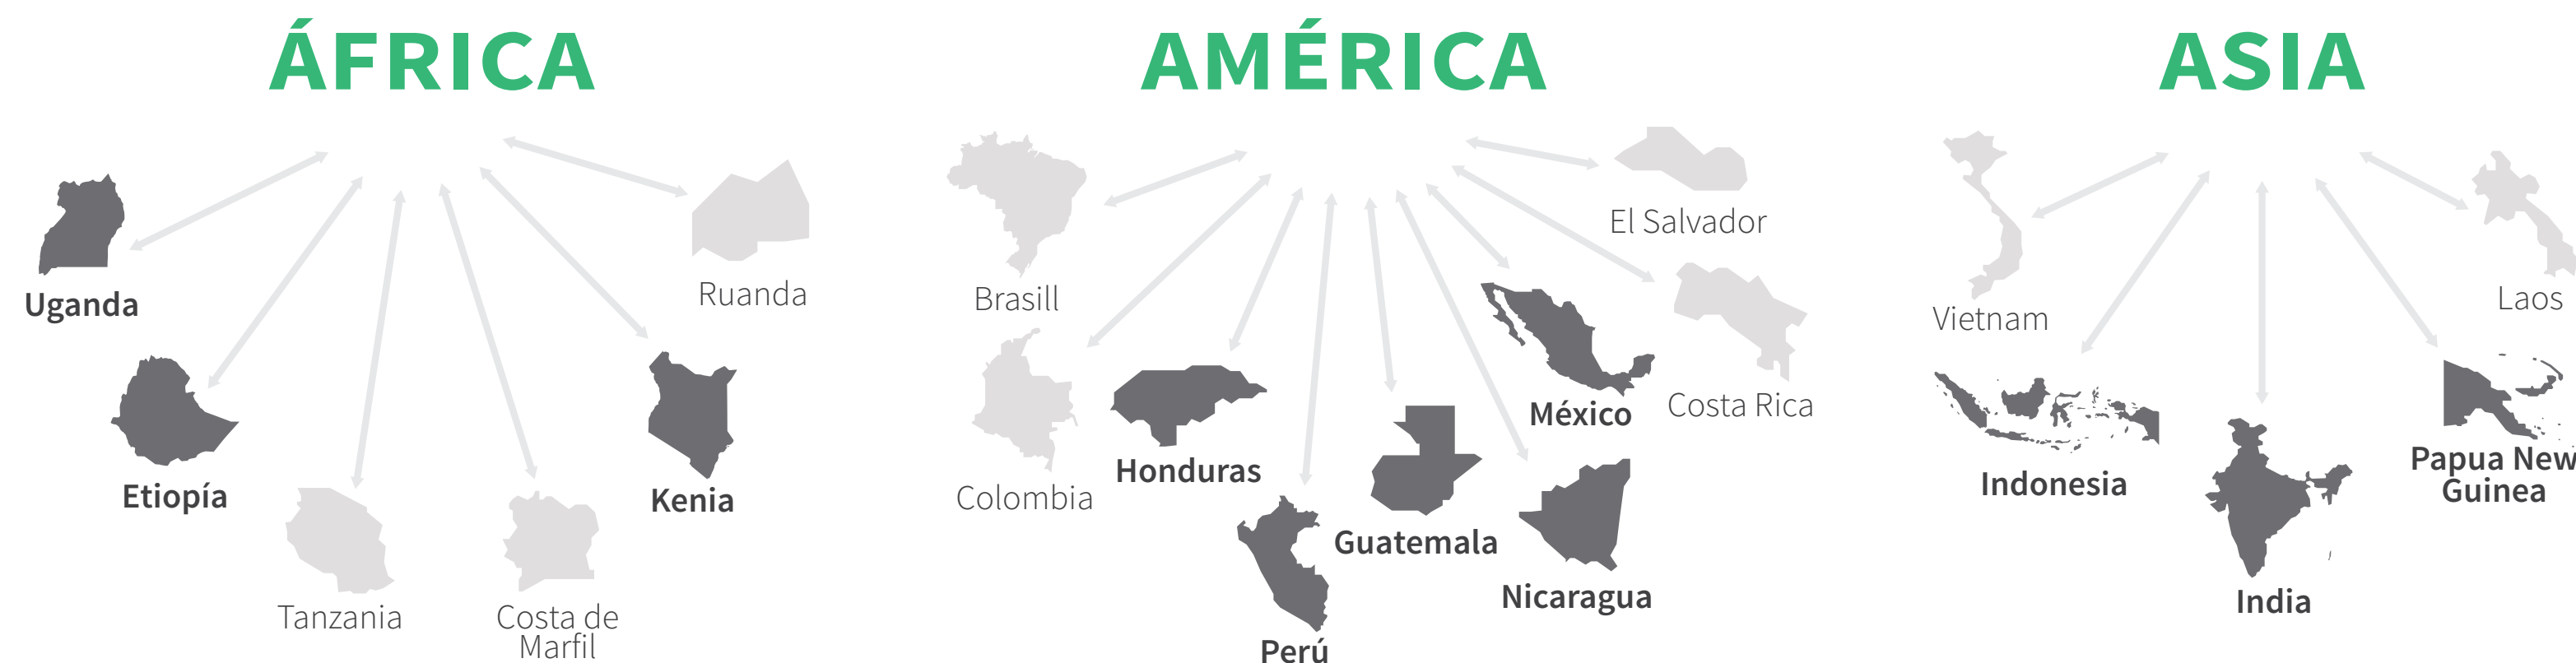 ÁFRICA
Uganda
Etiopía
Tanzania
Costa de
Marfil
Kenia
Ruanda
AMÉRICA
Brasill
Colombia
Honduras
Perú
Guatemala
Nicaragua
México
Costa Rica
El Salvador
ASIA
Vietnam
Indonesia
India
Papua New
Guinea
Laos